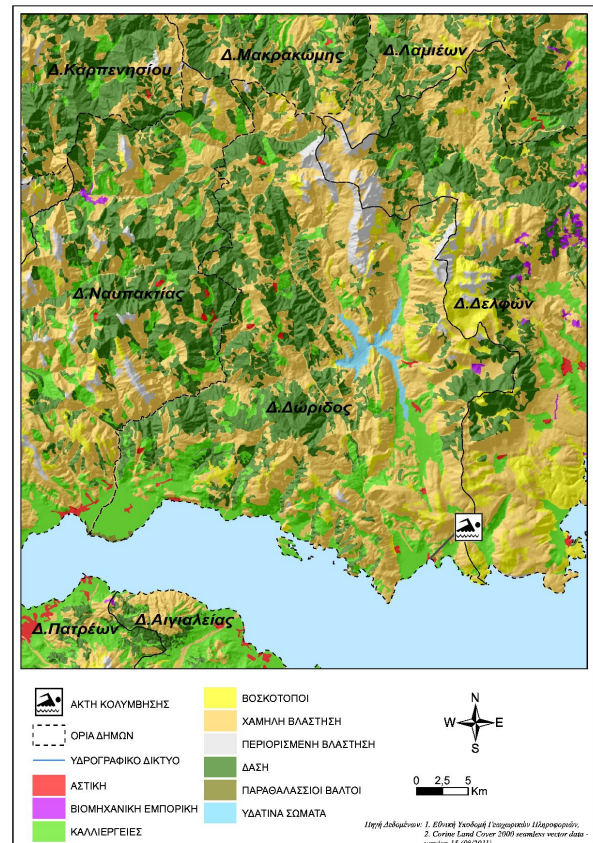 Δ.Καρπενησίου
Δ.Μακρακώμης
Δ.Λαμιέων
Δ.Ναυπακτίας
Δ.Δελφών
Δ.Δωρίδος
Δ.Πατρέων
Δ.Αιγιαλείας
ΑΚΤΗ ΚΟΛΥΜΒΗΣΗΣ
ΟΡΙΑ ΔΗΜΩΝ
ΥΔΡΟΓΡΑΦΙΚΟ ΔΙΚΤΥΟ
ΑΣΤΙΚΗ
ΒΙΟΜΗΧΑΝΙΚΗ ΕΜΠΟΡΙΚΗ
ΚΑΛΛΙΕΡΓΕΙΕΣ
ΒΟΣΚΟΤΟΠΟΙ
ΧΑΜΗΛΗ ΒΛΑΣΤΗΣΗ
ΠΕΡΙΟΡΙΣΜΕΝΗ ΒΛΑΣΤΗΣΗ
ΔΑΣΗ
ΠΑΡΑΘΑΛΑΣΣΙΟΙ ΒΑΛΤΟΙ
ΥΔΑΤΙΝΑ ΣΩΜΑΤΑ
N
W E
S
0 2,5 5
Km
Πηγή Δεδομένων: 1. Εθνική Υποδομή Γεωχωρικών Πληροφοριών,
2. Corine Land Cover 2000 seamless vector data -